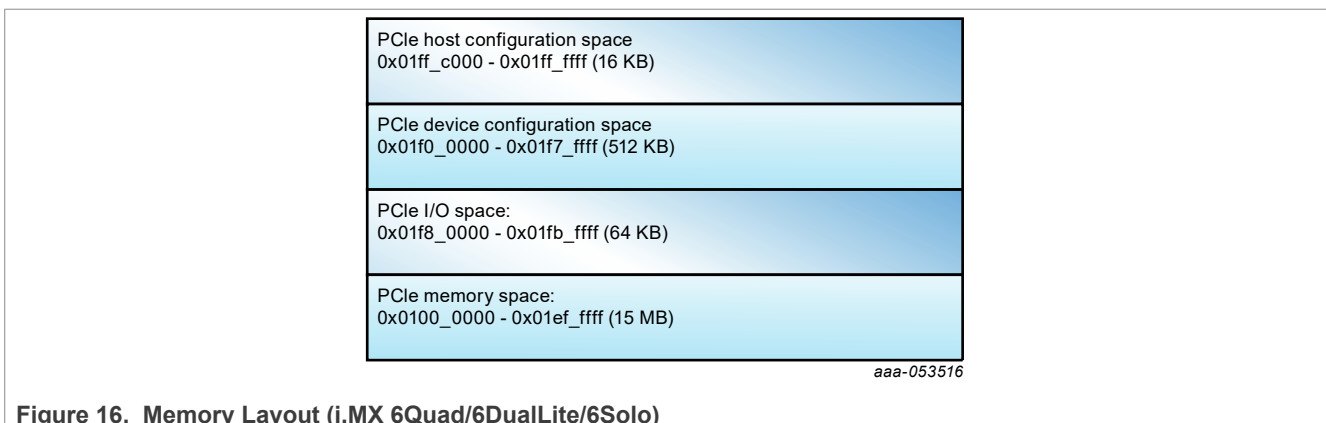 PCIe host configuration space
0x01ff_c000 - 0x01ff_ffff (16 KB)
PCIe device configuration space
0x01f0_0000 - 0x01f7_ffff (512 KB)
PCIe I/O space:
0x01f8_0000 - 0x01fb_ffff (64 KB)
PCIe memory space:
0x0100_0000 - 0x01ef_ffff (15 MB)
aaa-053516
Figure 16. Memory Layout (i.MX 6Quad/6DualLite/6Solo)